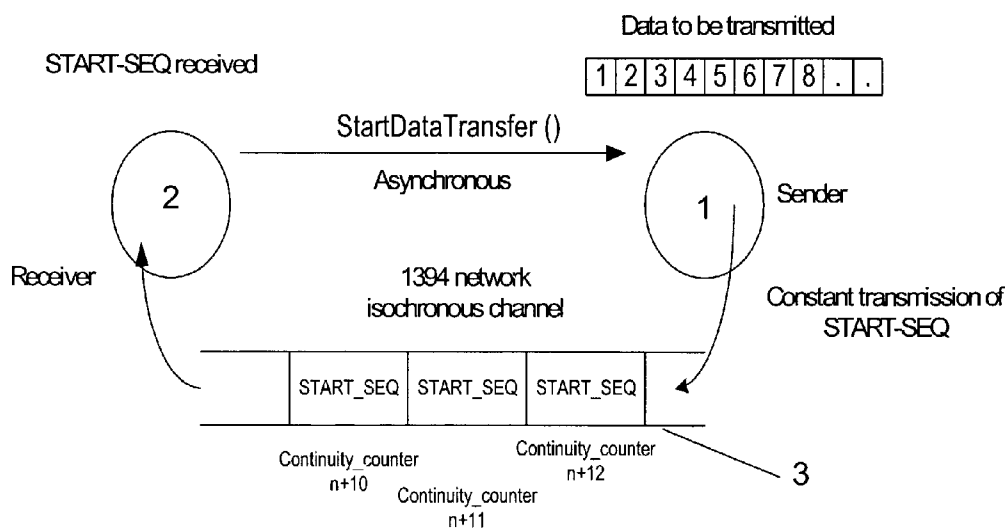 Data to be transmitted
START-SEQ received
1 2 3 4 5 6 7 8 . .
StartDataTransfer ()
Asynchronous
2
1
Sender
Receiver
1394 network
isochronous channel
Constant transmission of
START-SEQ
START_SEQ START_SEQ START_SEQ
Continuity_counter
n+10
Continuity_counter
n+11
Continuity_counter
n+12
3